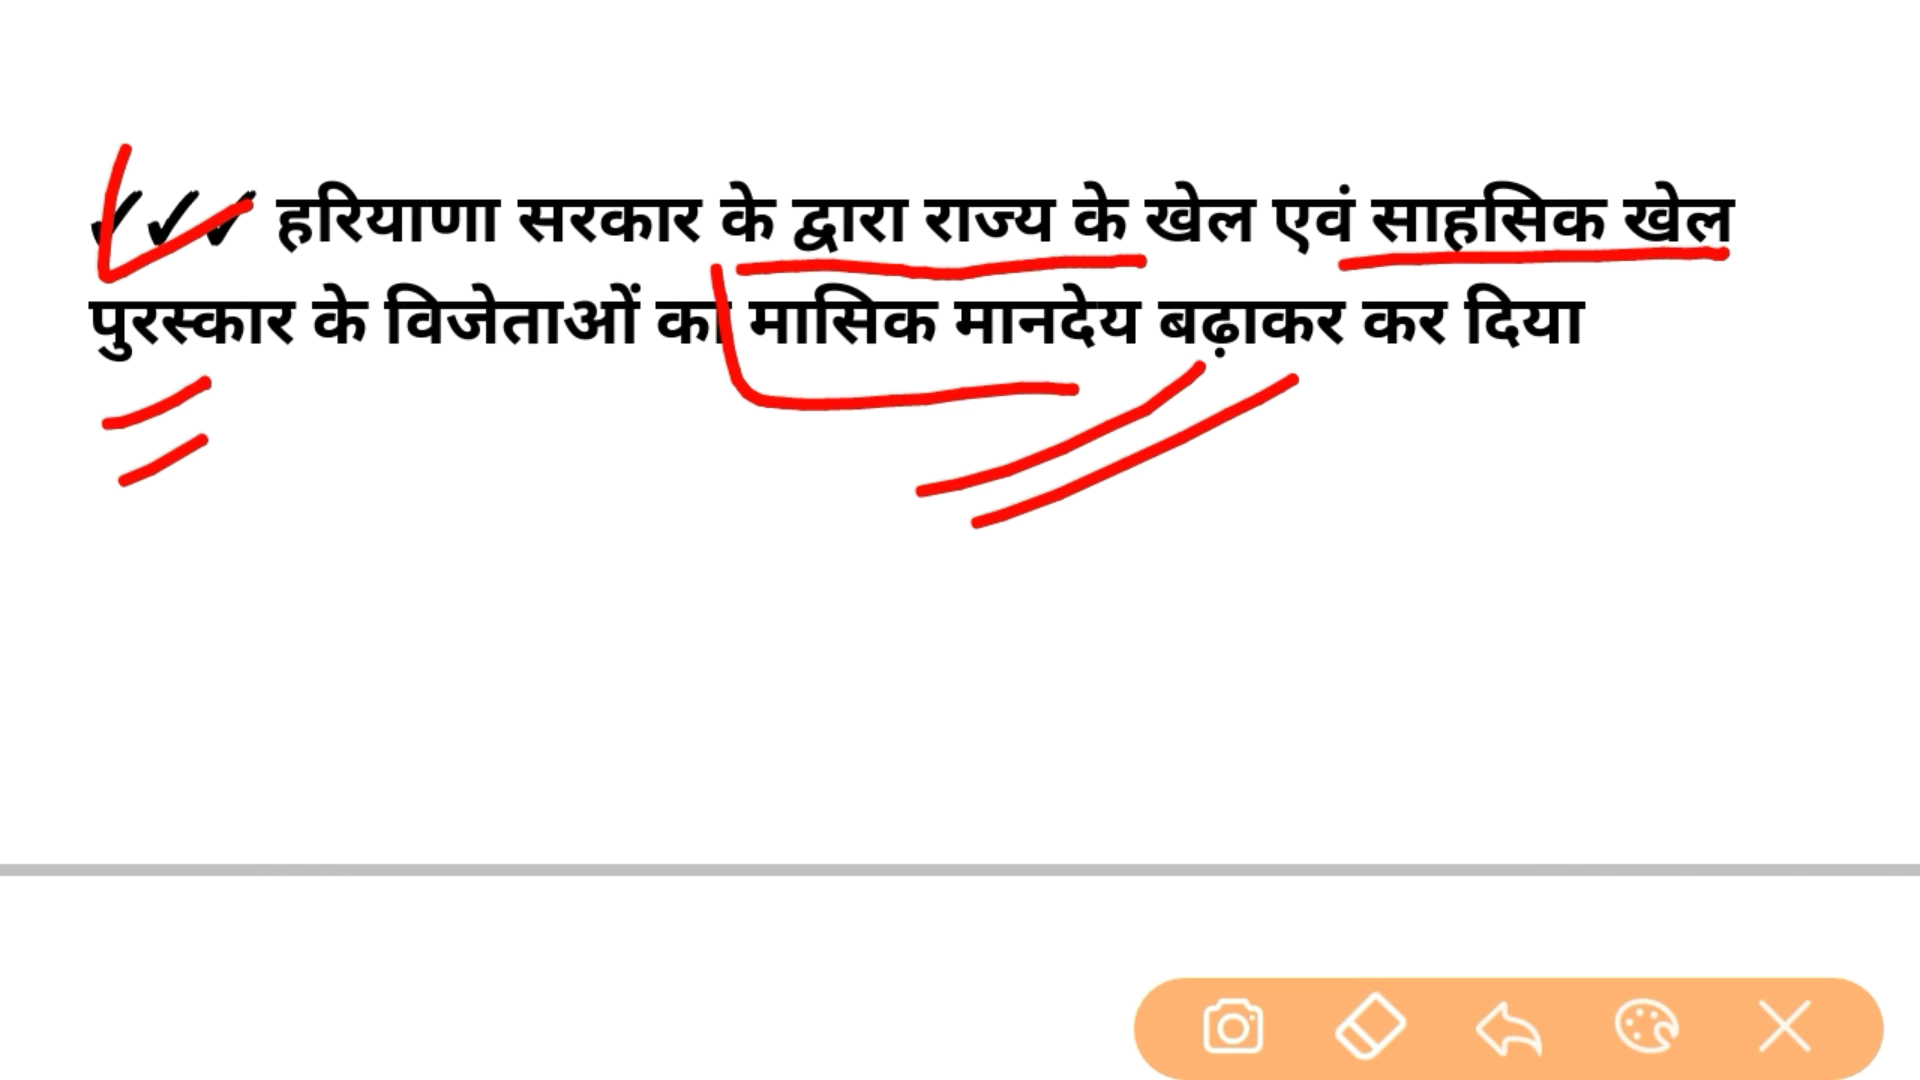 ✓✓✓ हरियाणा सरकार के द्वारा राज्य के खेल एवं साहसिक खेल
पुरस्कार के विजेताओं का मासिक मानदेय बढ़ाकर कर दिया